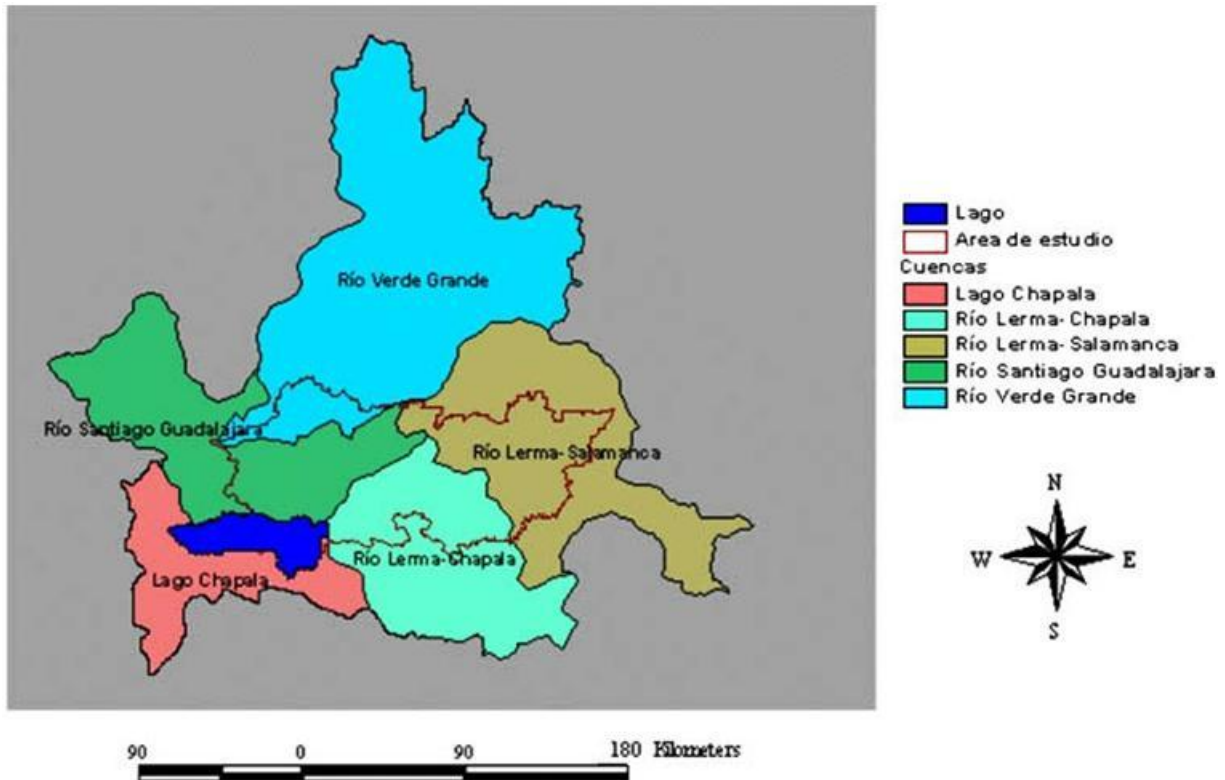 Río Verde Grande
Río Santiago Guadalajara
Río Lerma-Salamanca
Río Lerma-Chapala
Lago Chapala
Lago
Area de estudio
Cuencas
Lago Chapala
Río Lerma-Chapala
Río Lerma-Salamanca
Río Santiago Guadalajara
Río Verde Grande
N
W E
S
90 0 90 180 Kilometers